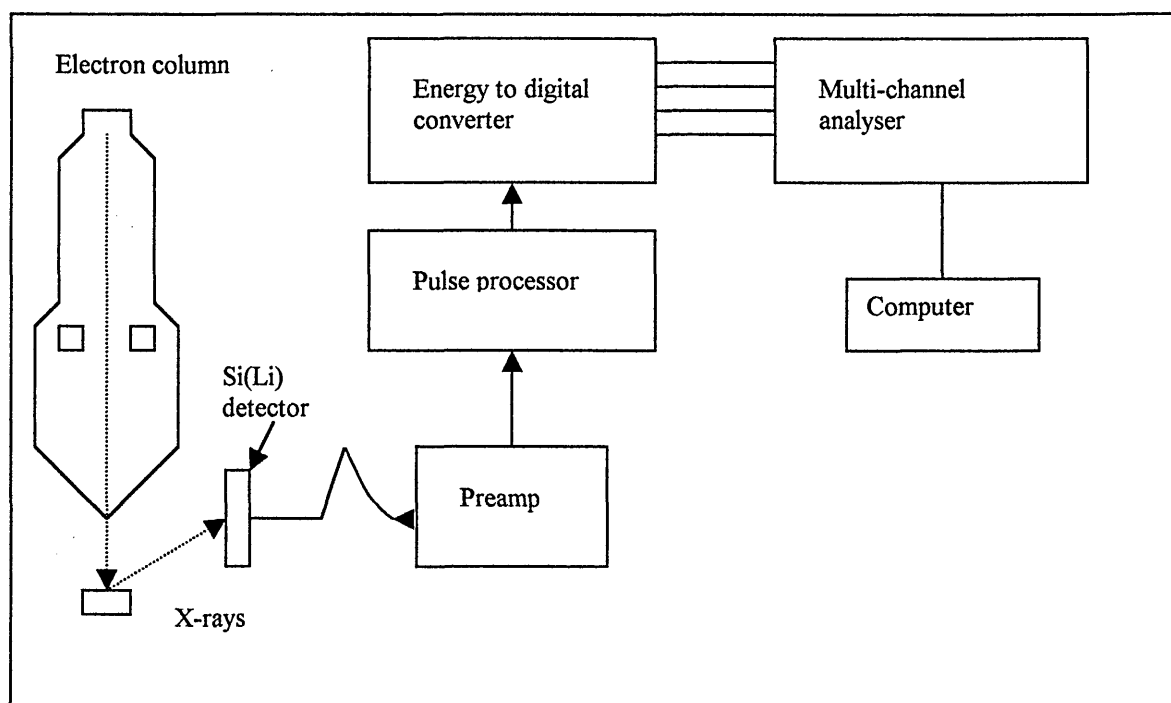 Electron column
Energy to digital
converter
Multi-channel
analyser
Pulse processor
Computer
Si(Li)
detector
Preamp
X-rays